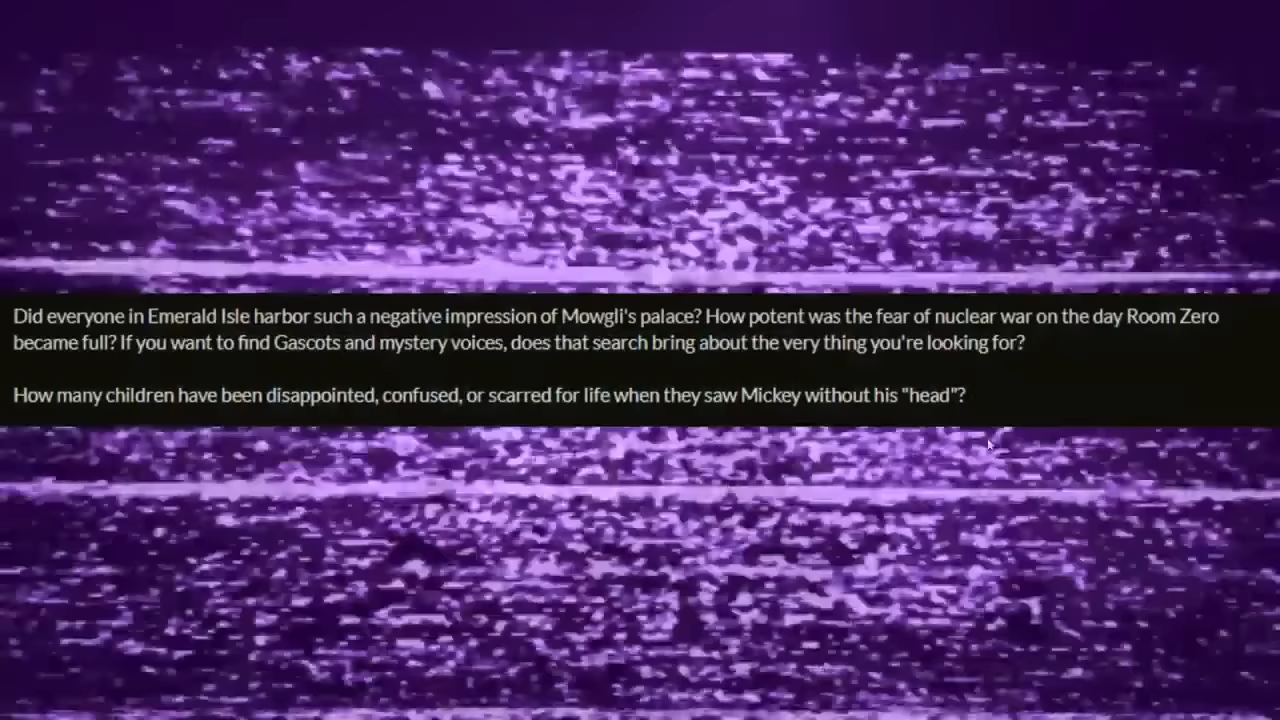 Did everyone in Emerald Isle harbor such a negative impression of Mowgli's palace? How potent was the fear of nuclear war on the day Room Zero
became full? If you want to find Gascots and mystery voices, does that search bring about the very thing you're looking for?
How many children have been disappointed, confused, or scarred for life when they saw Mickey without his "head"?